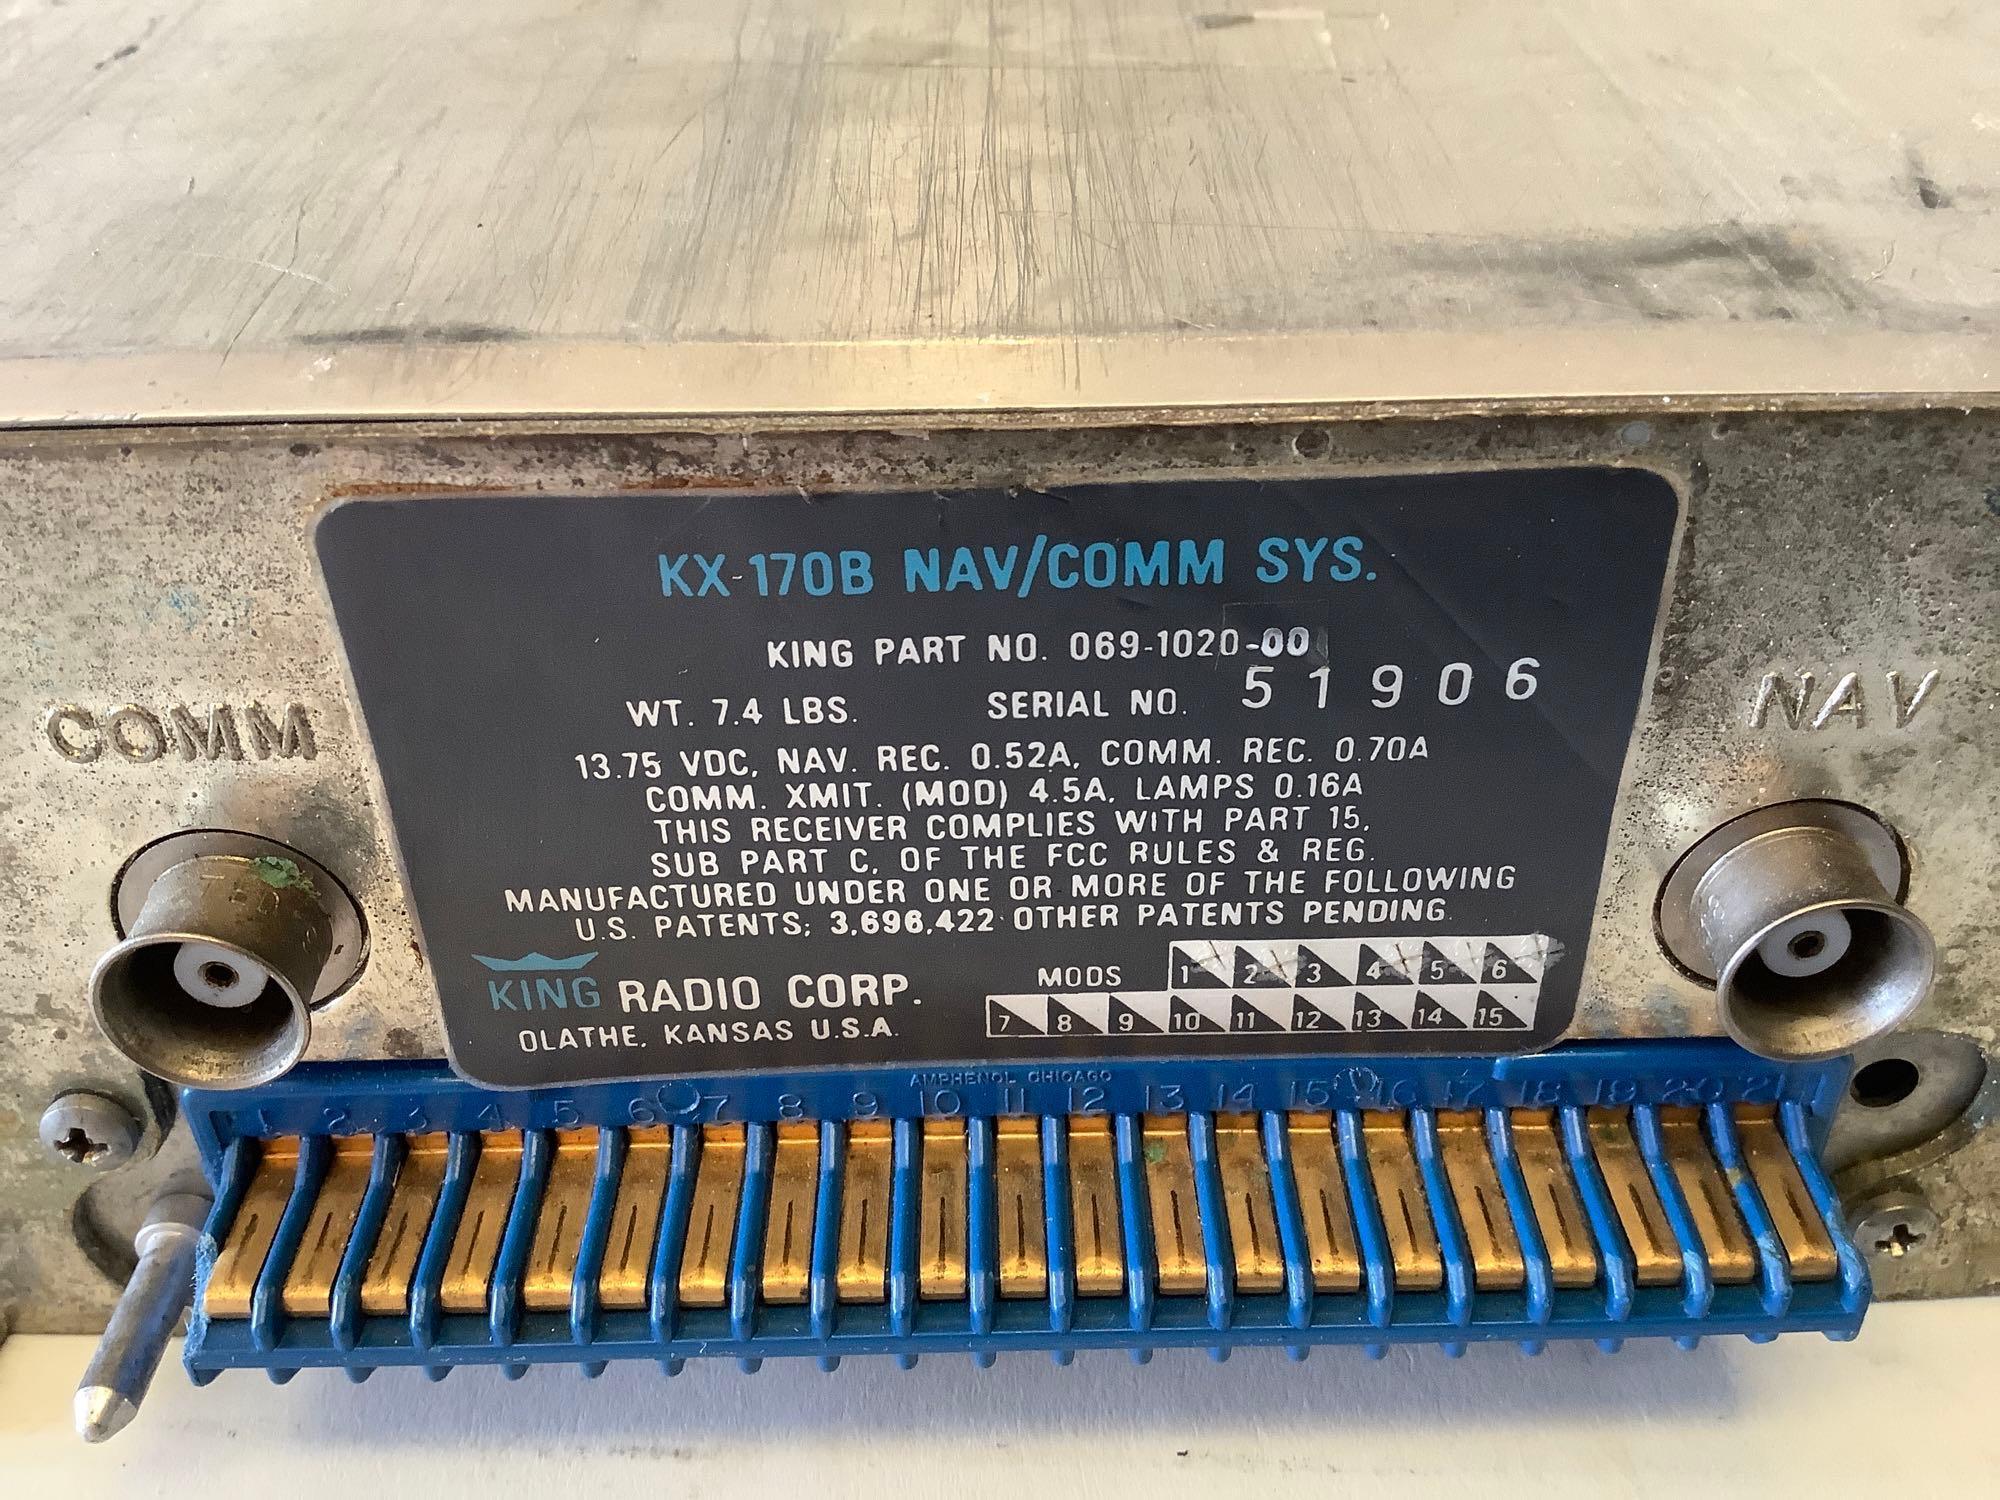 KX-170B NAV/COMM SYS.
KING PART NO. 069-1020-00
WT. 7.4 LBS. SERIAL NO. 51906
13.75 VDC, NAV. REC. 0.52A, COMM. REC. 0.70A
COMM. XMIT. (MOD) 4.5A, LAMPS 0.16A
THIS RECEIVER COMPLIES WITH PART 15,
SUB PART C, OF THE FCC RULES & REG.
MANUFACTURED UNDER ONE OR MORE OF THE FOLLOWING
U.S. PATENTS; 3,696,422 OTHER PATENTS PENDING.
KING RADIO CORP.
OLATHE, KANSAS U.S.A.
MODS 1 2 3 4 5 6
7 8 9 10 11 12 13 14 15
COMM
NAV
AMPHENOL CHICAGO
1 2 3 4 5 6 7 8 9 10 11 12 13 14 15 16 17 18 19 20 21